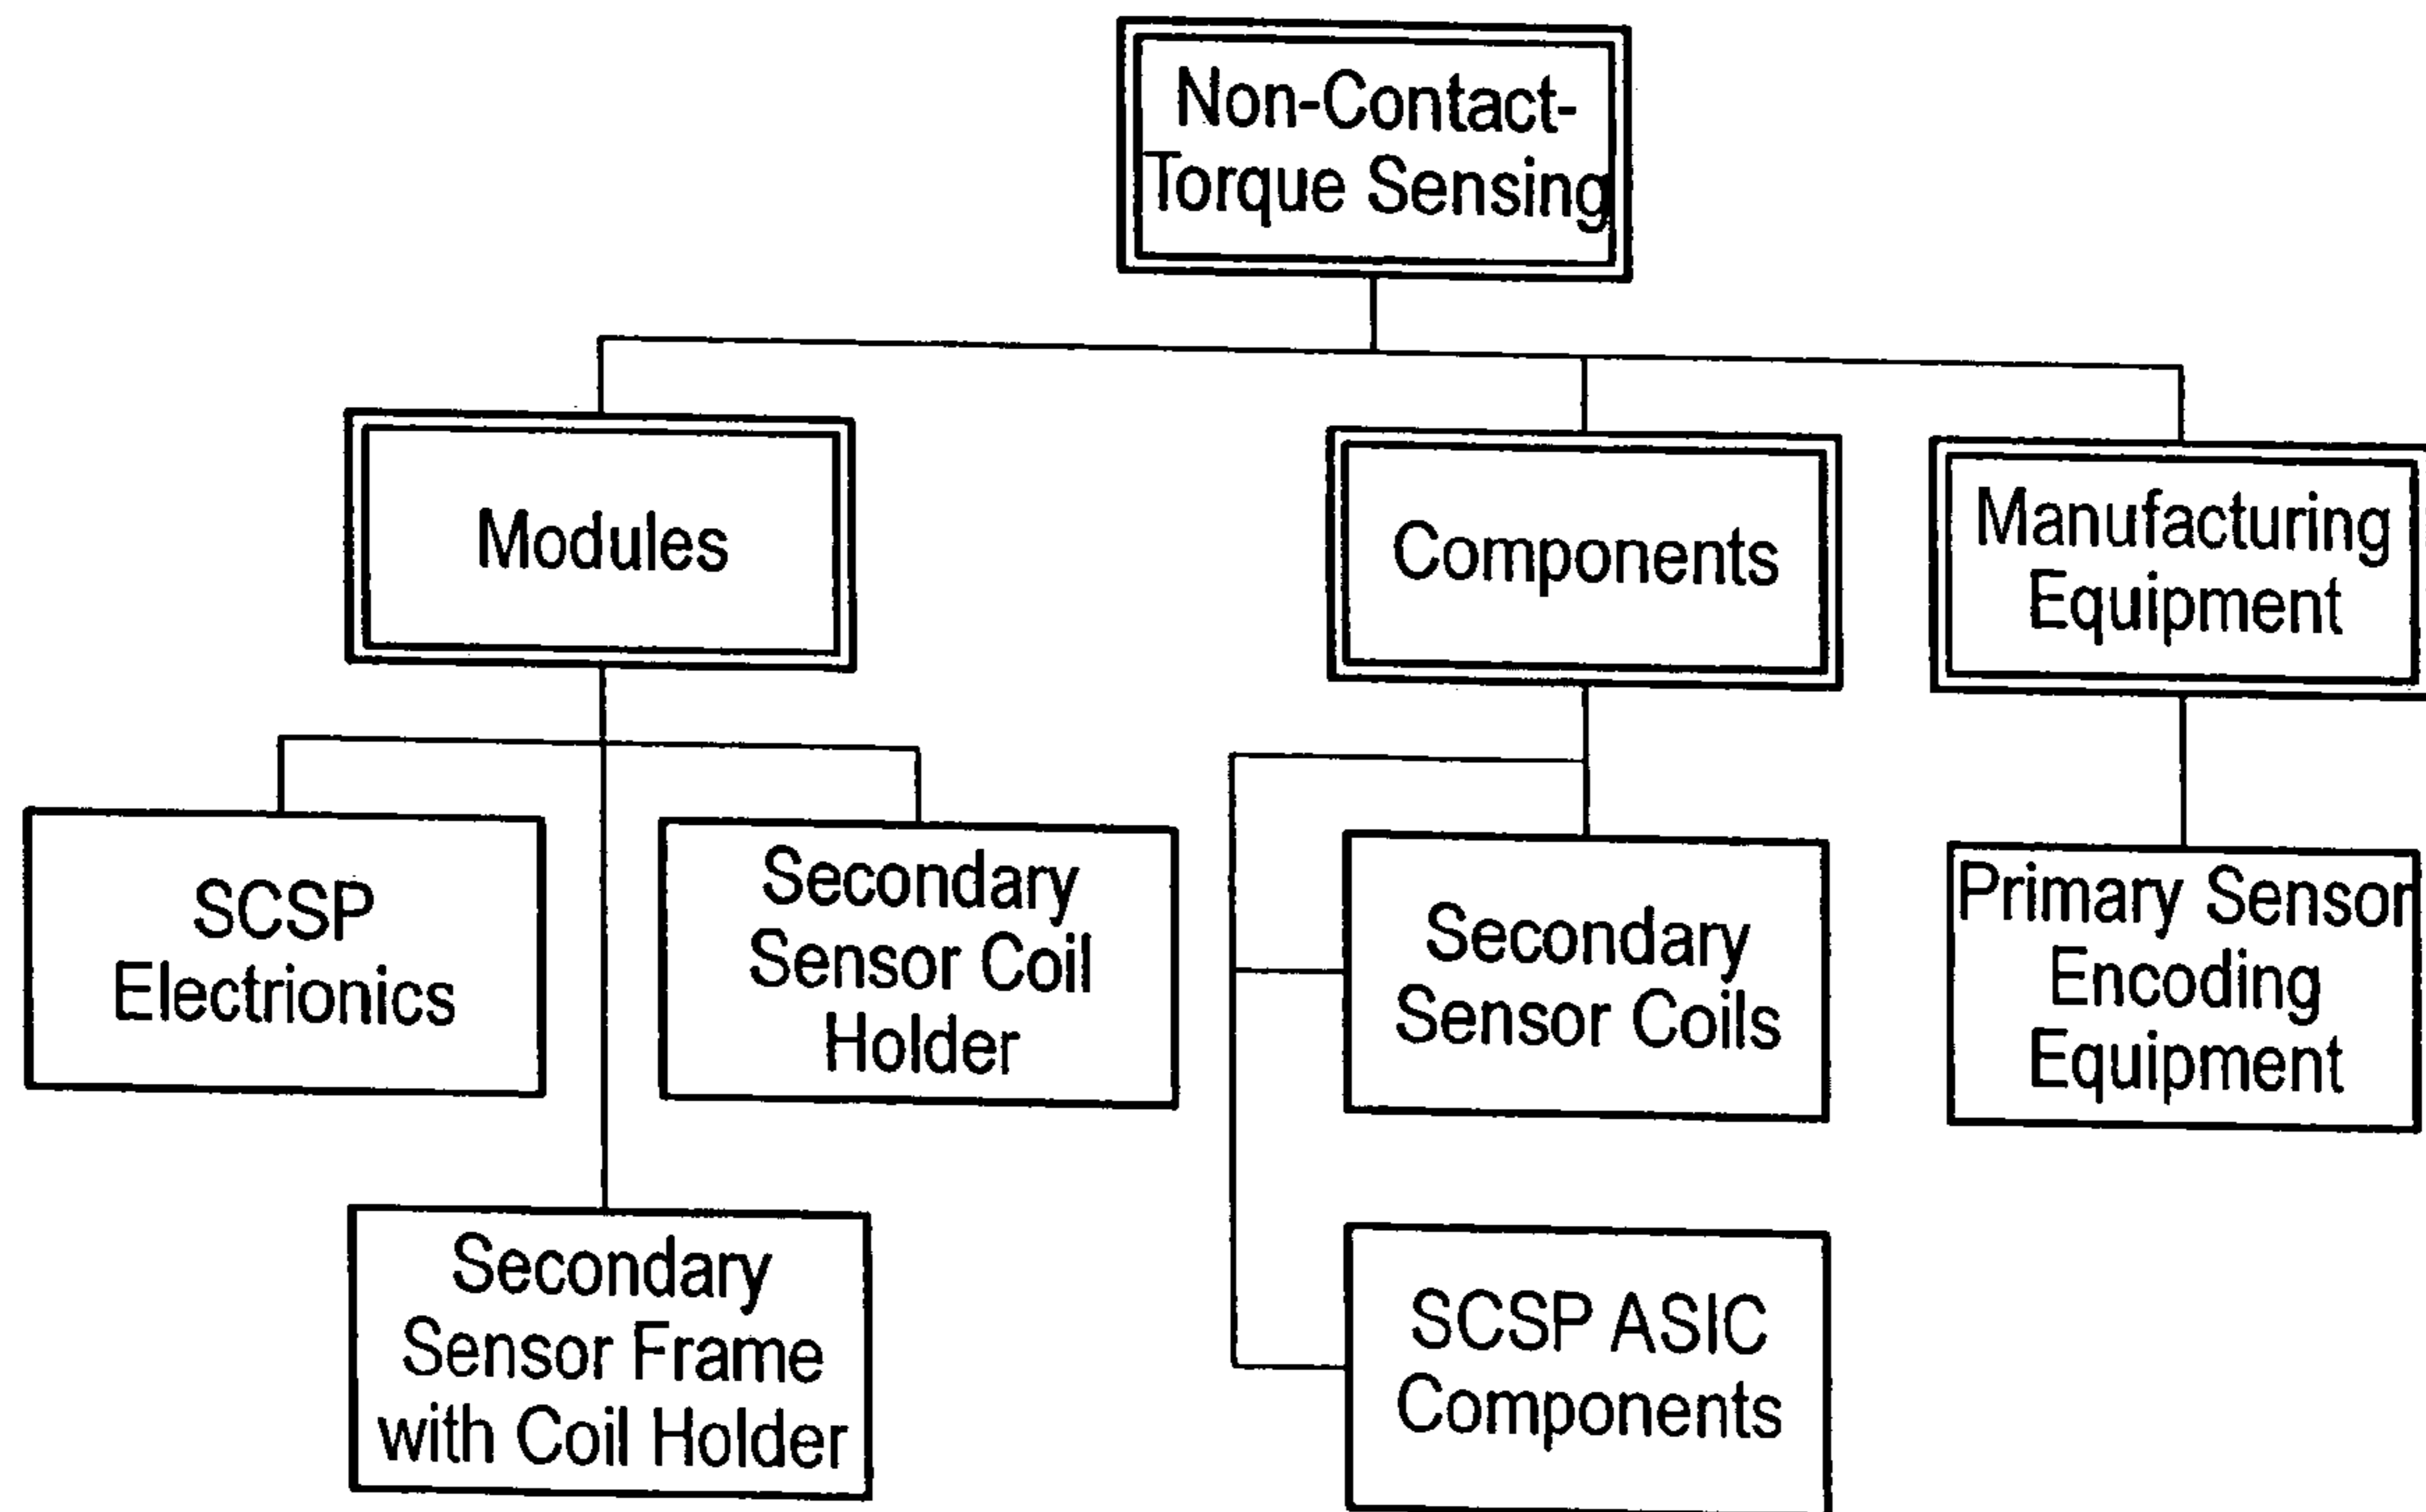 Non-Contact-
Torque Sensing
Modules
Components
Manufacturing
Equipment
SCSP
Electrionics
Secondary
Sensor Coil
Holder
Secondary
Sensor Coils
Primary Sensor
Encoding
Equipment
Secondary
Sensor Frame
with Coil Holder
SCSP ASIC
Components